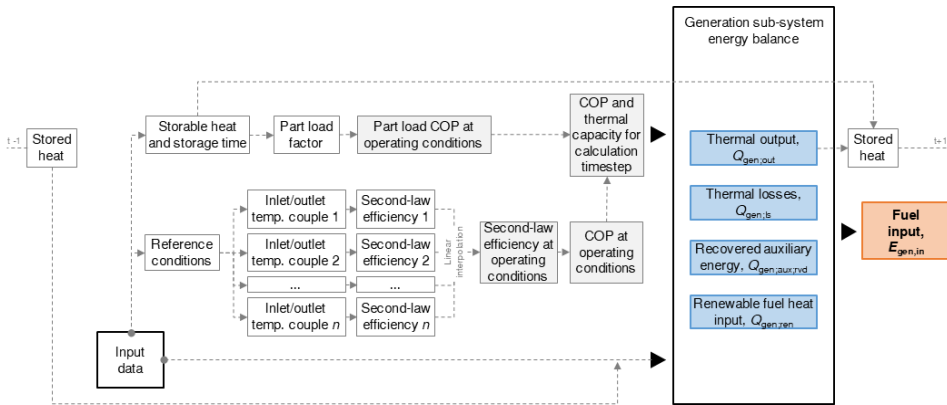 Generation sub-system
energy balance
t -1
Stored
heat
Storable heat
and storage time
Part load
factor
Part load COP at
operating conditions
COP and
thermal
capacity for
calculation
timestep
Thermal output,
Qgen;out
Stored
heat
t+1
Reference
conditions
Inlet/outlet
temp. couple 1
Second-law
efficiency 1
Inlet/outlet
temp. couple 2
Second-law
efficiency 2
...
...
Inlet/outlet
temp. couple n
Second-law
efficiency n
Linear
interpolation
Second-law
efficiency at
operating
conditions
COP at
operating
conditions
Thermal losses,
Qgen;ls
Recovered auxiliary
energy, Qgen;aux;rvd
Renewable fuel heat
input, Qgen;ren
Fuel
input,
Egen,in
Input
data